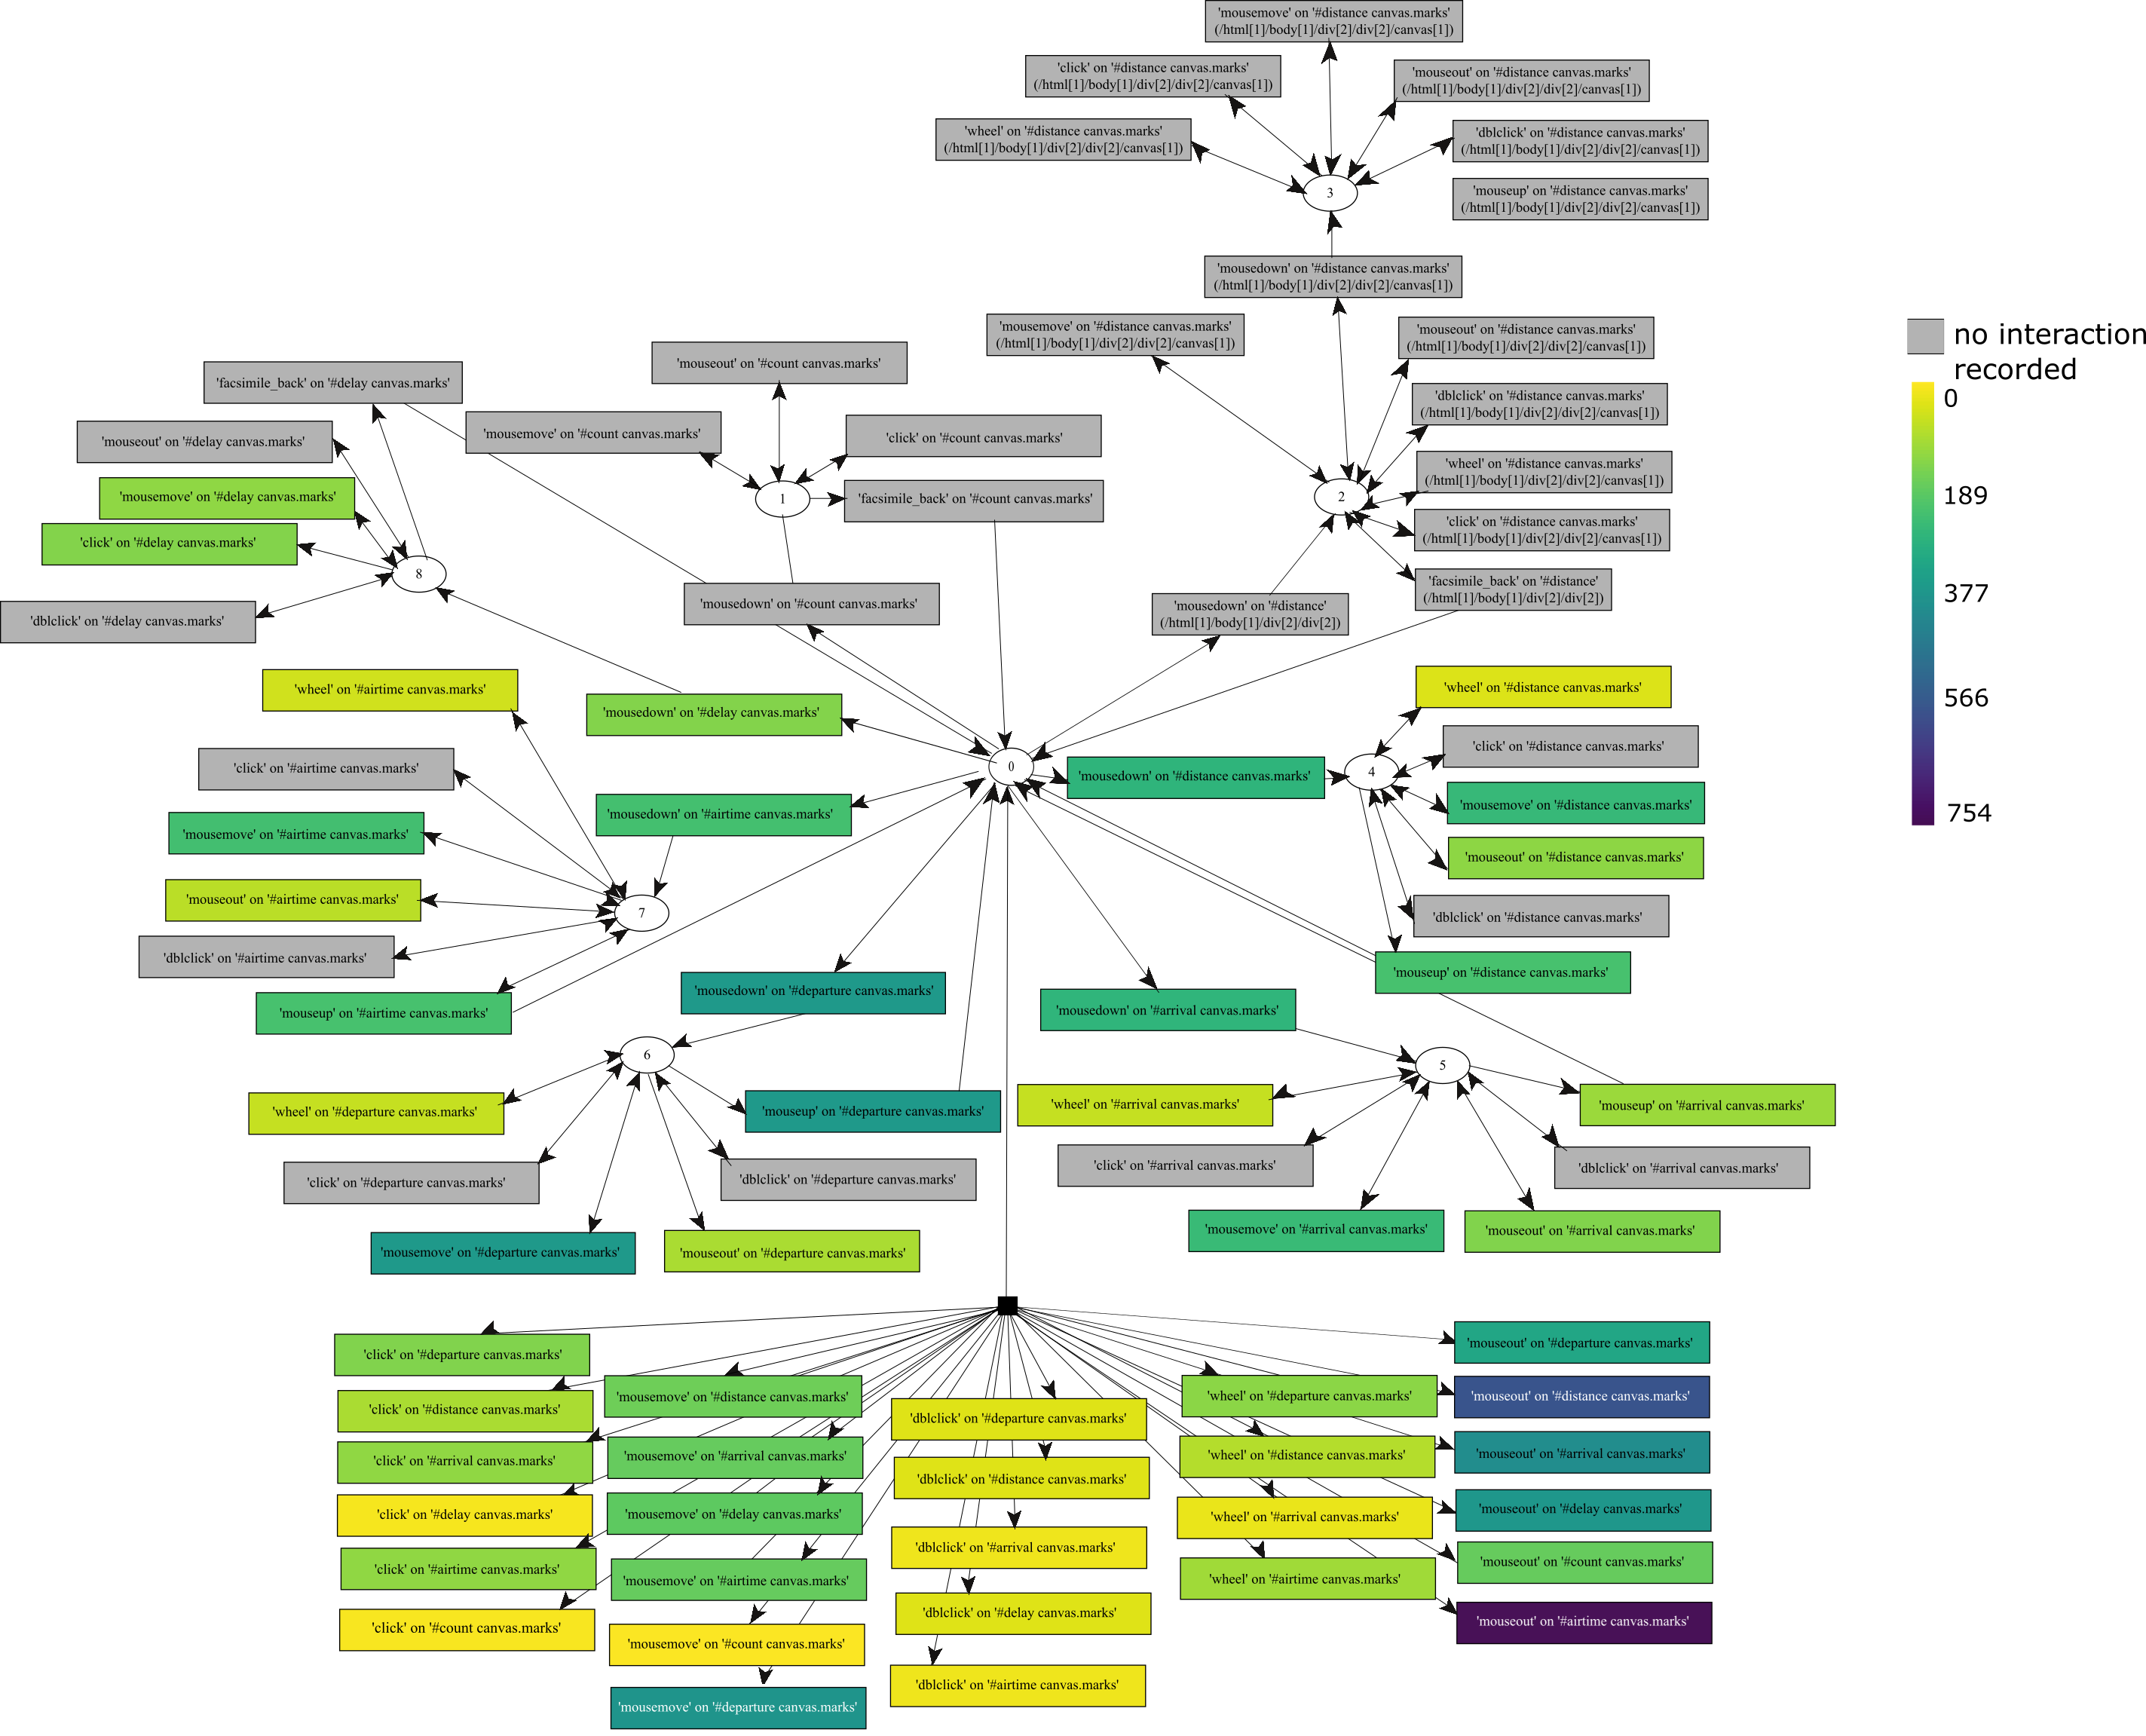 'mousemove' on '#distance canvas.marks'
(/html[1]/body[1]/div[2]/div[2]/canvas[1])
'click' on '#distance canvas.marks'
(/html[1]/body[1]/div[2]/div[2]/canvas[1])
'mouseout' on '#distance canvas.marks'
(/html[1]/body[1]/div[2]/div[2]/canvas[1])
'wheel' on '#distance canvas.marks'
(/html[1]/body[1]/div[2]/div[2]/canvas[1])
'dblclick' on '#distance canvas.marks'
(/html[1]/body[1]/div[2]/div[2]/canvas[1])
3
'mouseup' on '#distance canvas.marks'
(/html[1]/body[1]/div[2]/div[2]/canvas[1])
'mousedown' on '#distance canvas.marks'
(/html[1]/body[1]/div[2]/div[2]/canvas[1])
'mousemove' on '#distance canvas.marks'
(/html[1]/body[1]/div[2]/div[2]/canvas[1])
'mouseout' on '#distance canvas.marks'
(/html[1]/body[1]/div[2]/div[2]/canvas[1])
'dblclick' on '#distance canvas.marks'
(/html[1]/body[1]/div[2]/div[2]/canvas[1])
'wheel' on '#distance canvas.marks'
(/html[1]/body[1]/div[2]/div[2]/canvas[1])
2
'click' on '#distance canvas.marks'
(/html[1]/body[1]/div[2]/div[2]/canvas[1])
'facsimile_back' on '#distance'
(/html[1]/body[1]/div[2]/div[2])
'mousedown' on '#distance'
(/html[1]/body[1]/div[2]/div[2])
no interaction
recorded
0
189
377
566
754
'mouseout' on '#count canvas.marks'
'mousemove' on '#count canvas.marks'
'click' on '#count canvas.marks'
1
'facsimile_back' on '#count canvas.marks'
'mousedown' on '#count canvas.marks'
'facsimile_back' on '#delay canvas.marks'
'mouseout' on '#delay canvas.marks'
'mousemove' on '#delay canvas.marks'
'click' on '#delay canvas.marks'
8
'dblclick' on '#delay canvas.marks'
'mousedown' on '#delay canvas.marks'
0
'wheel' on '#airtime canvas.marks'
'click' on '#airtime canvas.marks'
'mousedown' on '#airtime canvas.marks'
'mousemove' on '#airtime canvas.marks'
'mouseout' on '#airtime canvas.marks'
7
'dblclick' on '#airtime canvas.marks'
'mouseup' on '#airtime canvas.marks'
'wheel' on '#distance canvas.marks'
'click' on '#distance canvas.marks'
'mousedown' on '#distance canvas.marks'
4
'mousemove' on '#distance canvas.marks'
'mouseout' on '#distance canvas.marks'
'dblclick' on '#distance canvas.marks'
'mouseup' on '#distance canvas.marks'
'mousedown' on '#departure canvas.marks'
6
'wheel' on '#departure canvas.marks'
'mouseup' on '#departure canvas.marks'
'click' on '#departure canvas.marks'
'dblclick' on '#departure canvas.marks'
'mousemove' on '#departure canvas.marks'
'mouseout' on '#departure canvas.marks'
'mousedown' on '#arrival canvas.marks'
5
'wheel' on '#arrival canvas.marks'
'mouseup' on '#arrival canvas.marks'
'click' on '#arrival canvas.marks'
'dblclick' on '#arrival canvas.marks'
'mousemove' on '#arrival canvas.marks'
'mouseout' on '#arrival canvas.marks'
'click' on '#departure canvas.marks'
'click' on '#distance canvas.marks'
'click' on '#arrival canvas.marks'
'click' on '#delay canvas.marks'
'click' on '#airtime canvas.marks'
'click' on '#count canvas.marks'
'mousemove' on '#distance canvas.marks'
'mousemove' on '#arrival canvas.marks'
'mousemove' on '#delay canvas.marks'
'mousemove' on '#airtime canvas.marks'
'mousemove' on '#count canvas.marks'
'mousemove' on '#departure canvas.marks'
'dblclick' on '#departure canvas.marks'
'dblclick' on '#distance canvas.marks'
'dblclick' on '#arrival canvas.marks'
'dblclick' on '#delay canvas.marks'
'dblclick' on '#airtime canvas.marks'
'wheel' on '#departure canvas.marks'
'wheel' on '#distance canvas.marks'
'wheel' on '#arrival canvas.marks'
'wheel' on '#airtime canvas.marks'
'mouseout' on '#departure canvas.marks'
'mouseout' on '#distance canvas.marks'
'mouseout' on '#arrival canvas.marks'
'mouseout' on '#delay canvas.marks'
'mouseout' on '#count canvas.marks'
'mouseout' on '#airtime canvas.marks'